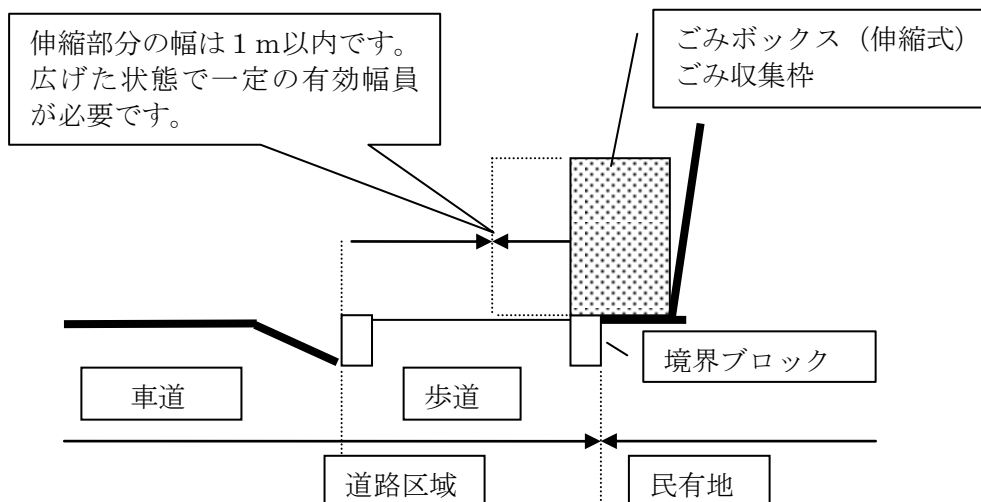 伸縮部分の幅は１ｍ以内です。
広げた状態で一定の有効幅員
が必要です。
ごみボックス（伸縮式）
ごみ収集枠
境界ブロック
車道
歩道
道路区域
民有地